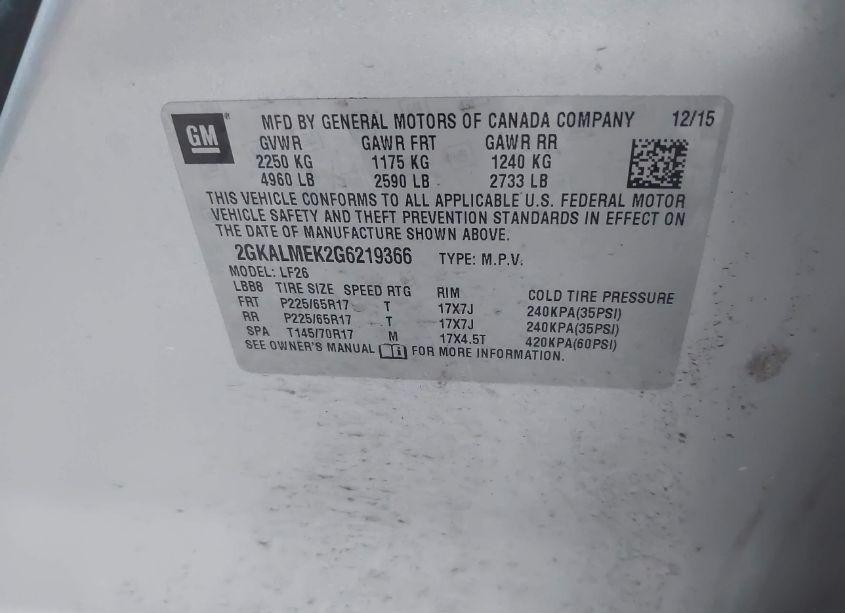 GM® MFD BY GENERAL MOTORS OF CANADA COMPANY 12/15
GVWR GAWR FRT GAWR RR
2250 KG 1175 KG 1240 KG
4960 LB 2590 LB 2733 LB
THIS VEHICLE CONFORMS TO ALL APPLICABLE U.S. FEDERAL MOTOR
VEHICLE SAFETY AND THEFT PREVENTION STANDARDS IN EFFECT ON
THE DATE OF MANUFACTURE SHOWN ABOVE.
2GKALMEK2G6219366 TYPE: M.P.V.
MODEL: LF26
LBB8 TIRE SIZE SPEED RTG RIM COLD TIRE PRESSURE
FRT P225/65R17 T 17X7J 240KPA(35PSI)
RR P225/65R17 T 17X7J 240KPA(35PSI)
SPA T145/70R17 M 17X4.5T 420KPA(60PSI)
SEE OWNER'S MANUAL FOR MORE INFORMATION.